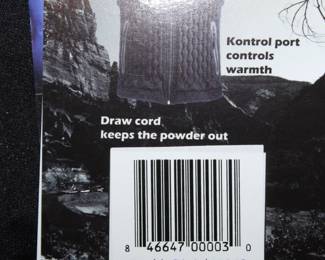 Kontrol port
controls
warmth
Draw cord
keeps the powder out
8 46647 00003 0